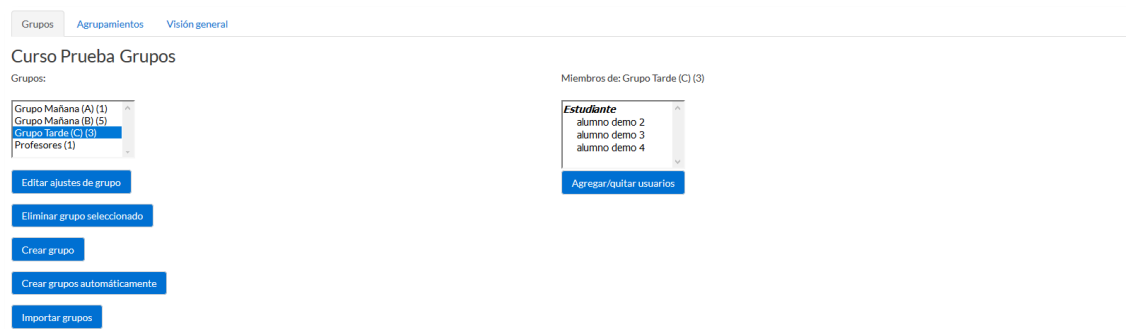 Grupos Agrupamientos Visión general
Curso Prueba Grupos
Grupos:
Grupo Mañana (A) (1)
Grupo Mañana (B) (5)
Grupo Tarde (C) (3)
Profesores (1)
Editar ajustes de grupo
Eliminar grupo seleccionado
Crear grupo
Crear grupos automáticamente
Importar grupos
Miembros de: Grupo Tarde (C) (3)
Estudiante
alumno demo 2
alumno demo 3
alumno demo 4
Agregar/quitar usuarios